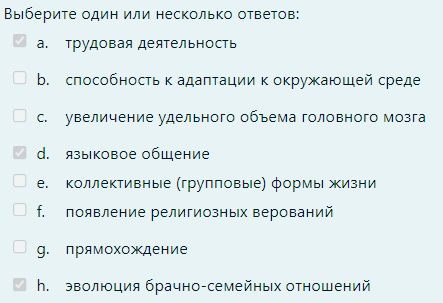 Выберите один или несколько ответов:
a. трудовая деятельность
b. способность к адаптации к окружающей среде
c. увеличение удельного объема головного мозга
d. языковое общение
e. коллективные (групповые) формы жизни
f. появление религиозных верований
g. прямохождение
h. эволюция брачно-семейных отношений